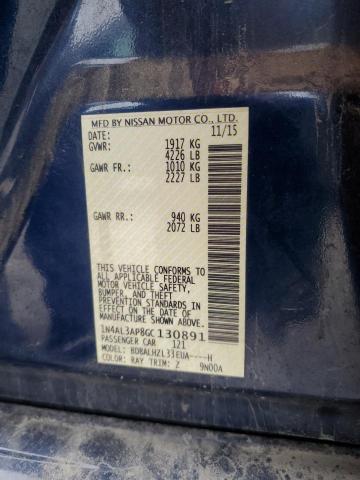 MFD BY NISSAN MOTOR CO., LTD.
DATE: 11/15
GVWR: 1917 KG
4226 LB
GAWR FR.: 1010 KG
2227 LB
GAWR RR.: 940 KG
2072 LB
THIS VEHICLE CONFORMS TO
ALL APPLICABLE FEDERAL
MOTOR VEHICLE SAFETY,
BUMPER, AND THEFT
PREVENTION STANDARDS IN
EFFECT ON THE DATE OF
MANUFACTURE SHOWN ABOVE.
1N4AL3AP8GC130891
PASSENGER CAR 121
MODEL: BDBALHZL33EUA----H
COLOR: RAY TRIM: Z 9N00A